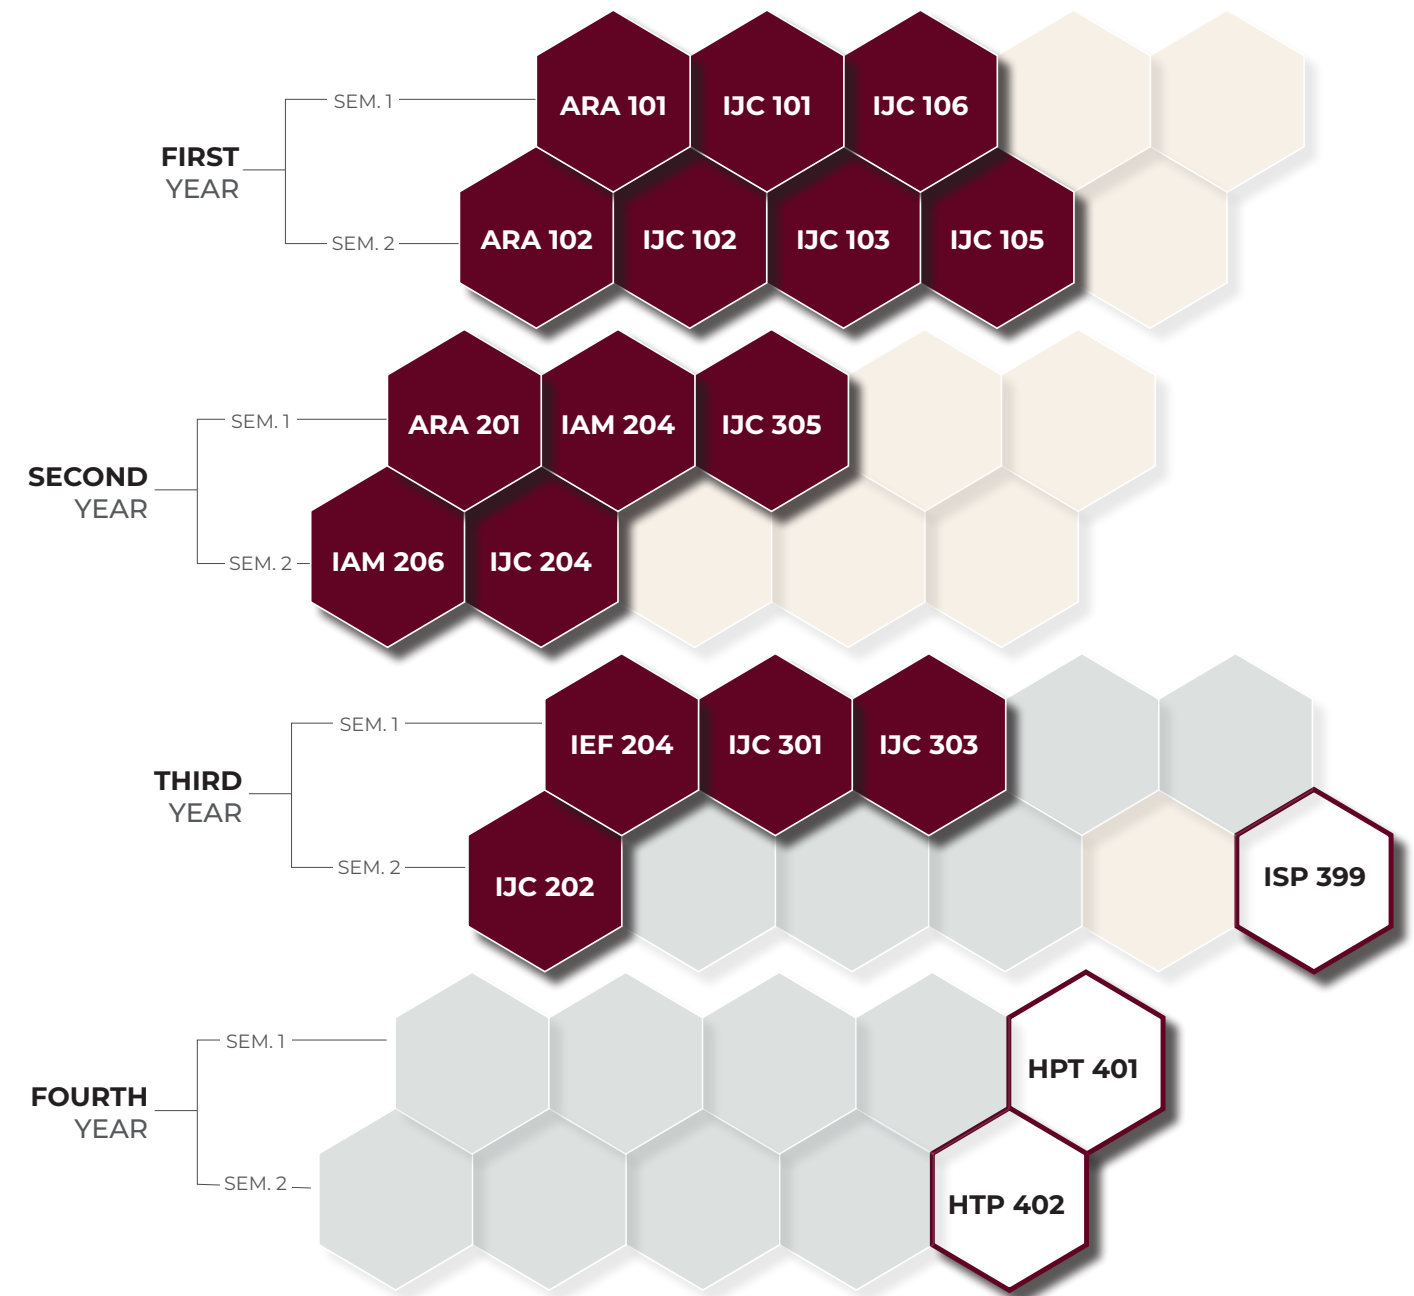 FIRST
YEAR
SEM. 1
ARA 101
IJC 101
IJC 106
SEM. 2
ARA 102
IJC 102
IJC 103
IJC 105
SECOND
YEAR
SEM. 1
ARA 201
IAM 204
IJC 305
SEM. 2
IAM 206
IJC 204
THIRD
YEAR
SEM. 1
IEF 204
IJC 301
IJC 303
SEM. 2
IJC 202
ISP 399
FOURTH
YEAR
SEM. 1
HPT 401
SEM. 2
HTP 402